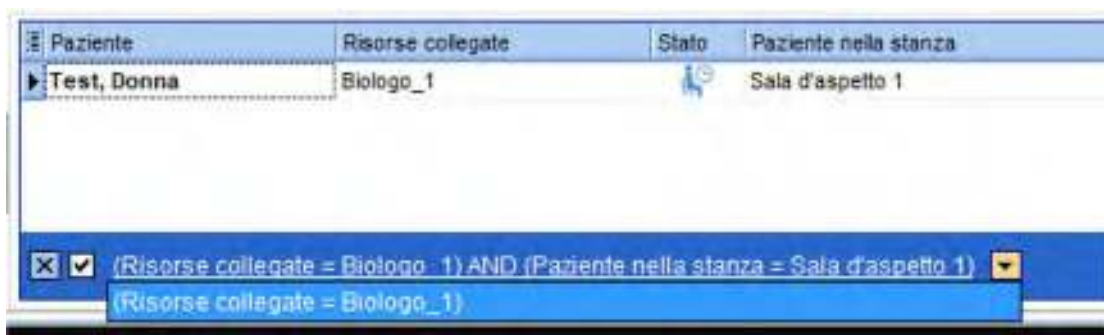 Paziente Risorse collegate Stato Paziente nella stanza
Test, Donna Biologo_1 Sala d'aspetto 1
(Risorse collegate = Biologo_1) AND (Paziente nella stanza = Sala d'aspetto 1)
(Risorse collegate = Biologo_1)